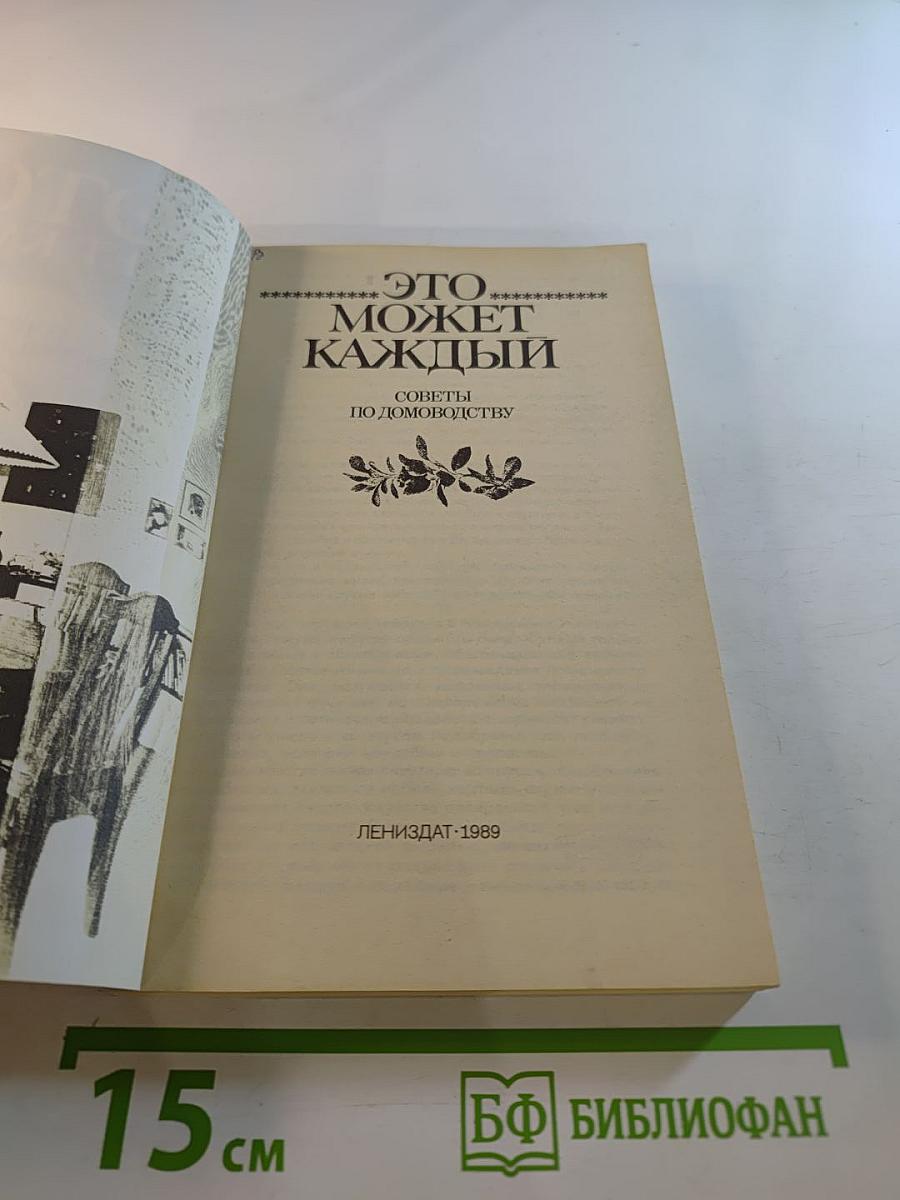 ***********ЭТО***********
МОЖЕТ
КАЖДЫЙ
СОВЕТЫ
ПО ДОМОВОДСТВУ
ЛЕНИЗДАТ·1989
15 см
БФ БИБЛИОФАН